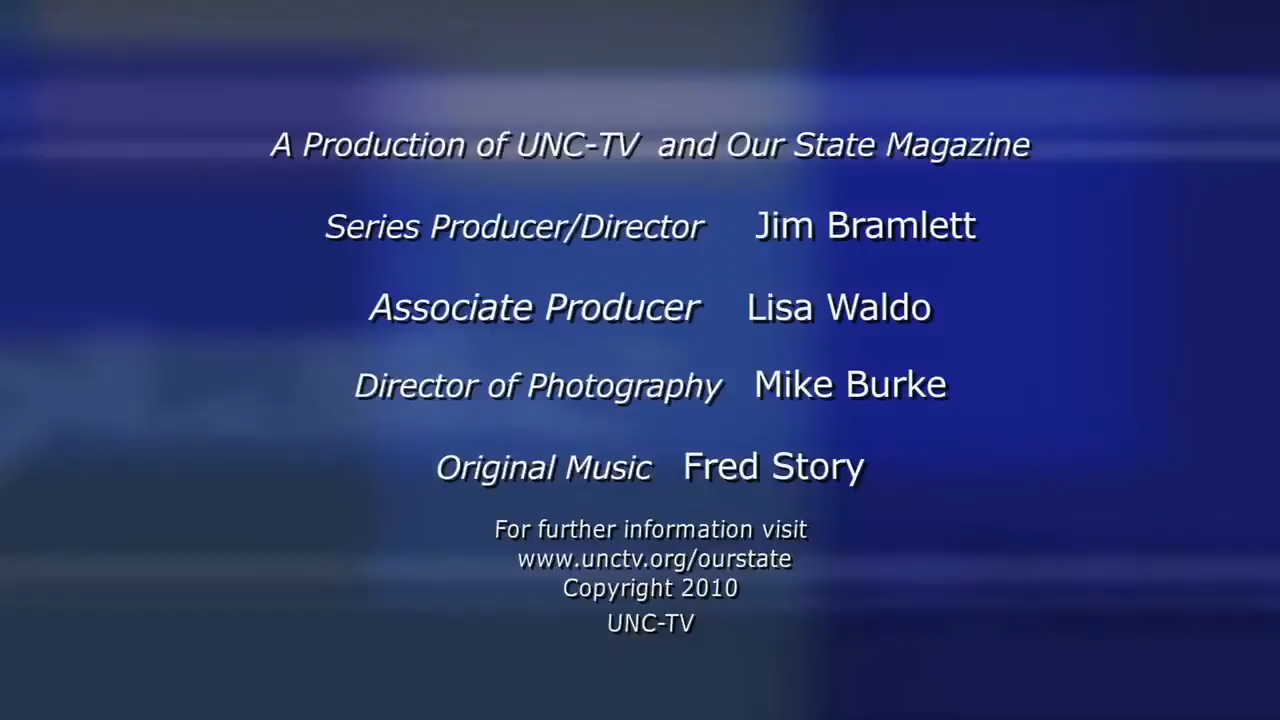 A Production of UNC-TV and Our State Magazine
Series Producer/Director Jim Bramlett
Associate Producer Lisa Waldo
Director of Photography Mike Burke
Original Music Fred Story
For further information visit
www.unctv.org/ourstate
Copyright 2010
UNC-TV